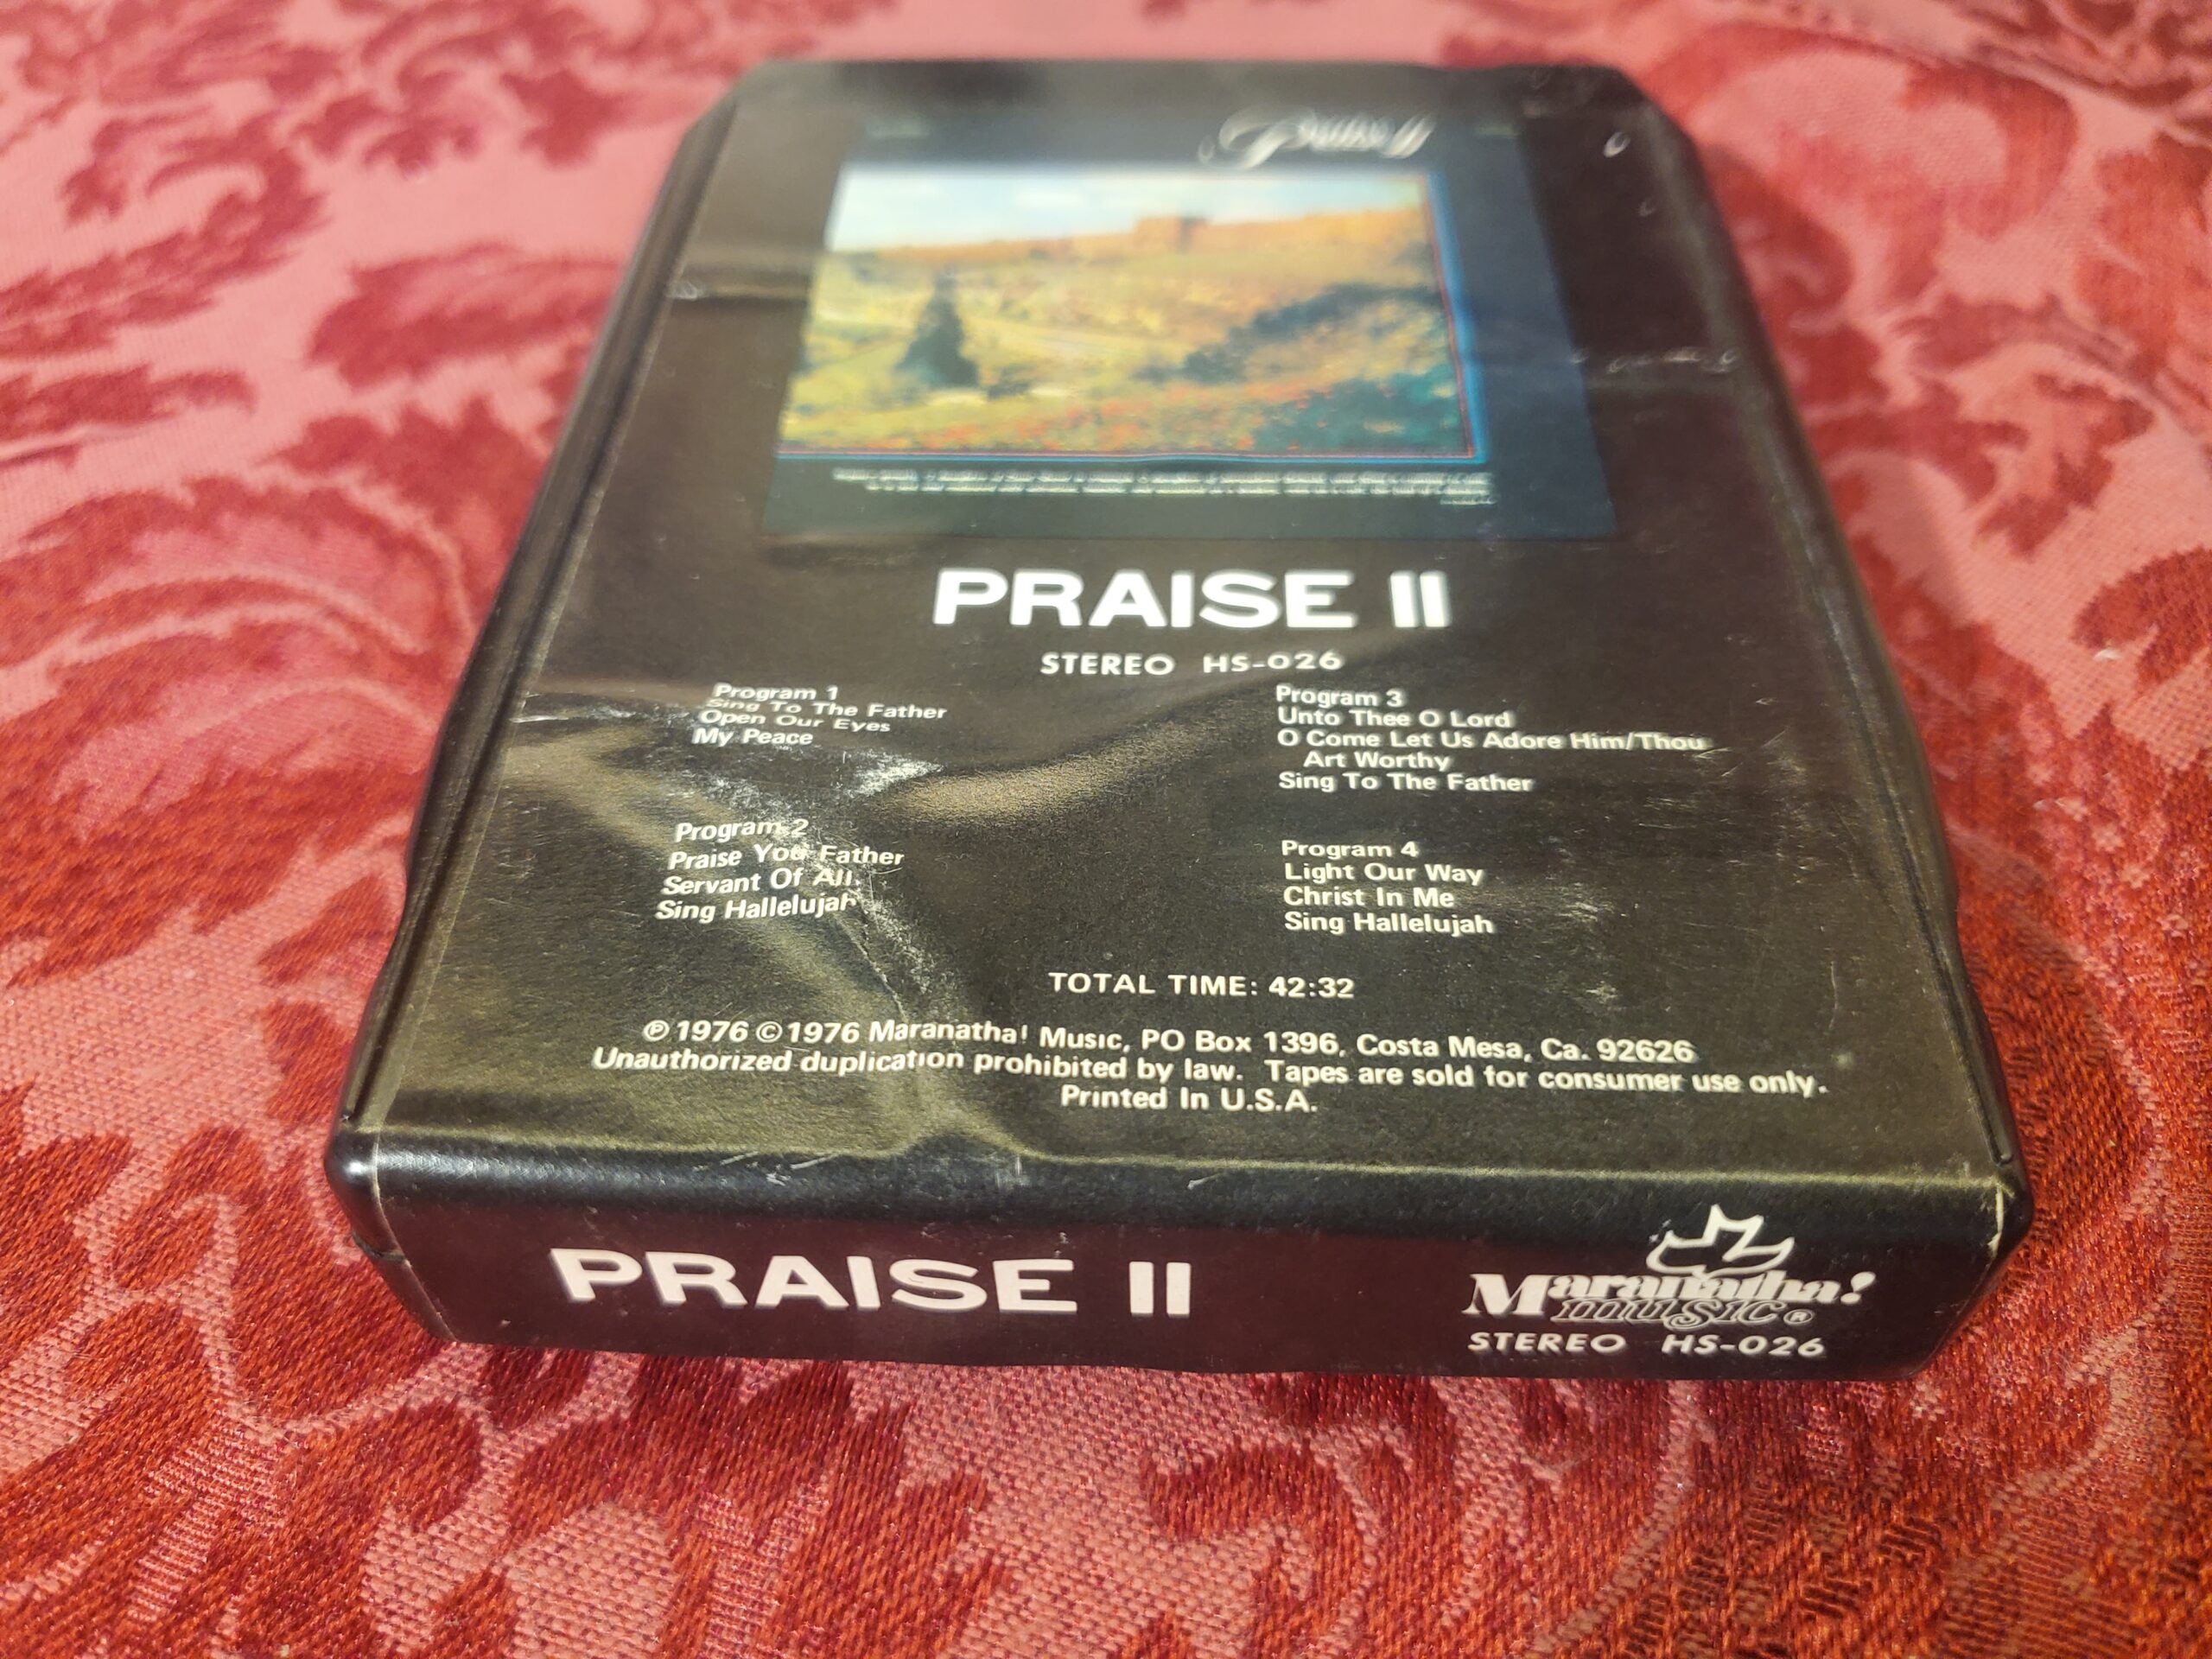 Praise II
PRAISE II
STEREO HS-026
Program 1
Sing To The Father
Open Our Eyes
My Peace
Program 2
Praise You Father
Servant Of All
Sing Hallelujah
Program 3
Unto Thee O Lord
O Come Let Us Adore Him/Thou
Art Worthy
Sing To The Father
Program 4
Light Our Way
Christ In Me
Sing Hallelujah
TOTAL TIME: 42:32
℗ 1976 © 1976 Maranatha! Music, PO Box 1396, Costa Mesa, Ca. 92626
Unauthorized duplication prohibited by law. Tapes are sold for consumer use only.
Printed In U.S.A.
PRAISE II
Maranatha!
music®
STEREO HS-026